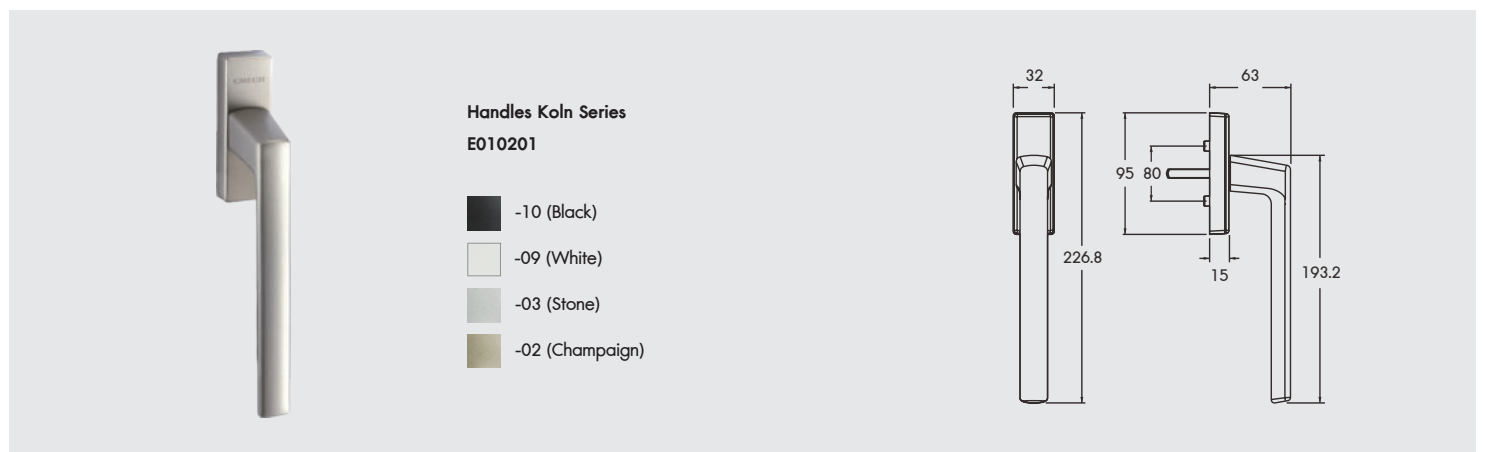 CMECH
Handles Koln Series
E010201
-10 (Black)
-09 (White)
-03 (Stone)
-02 (Champaign)
32
63
95
80
226.8
15
193.2